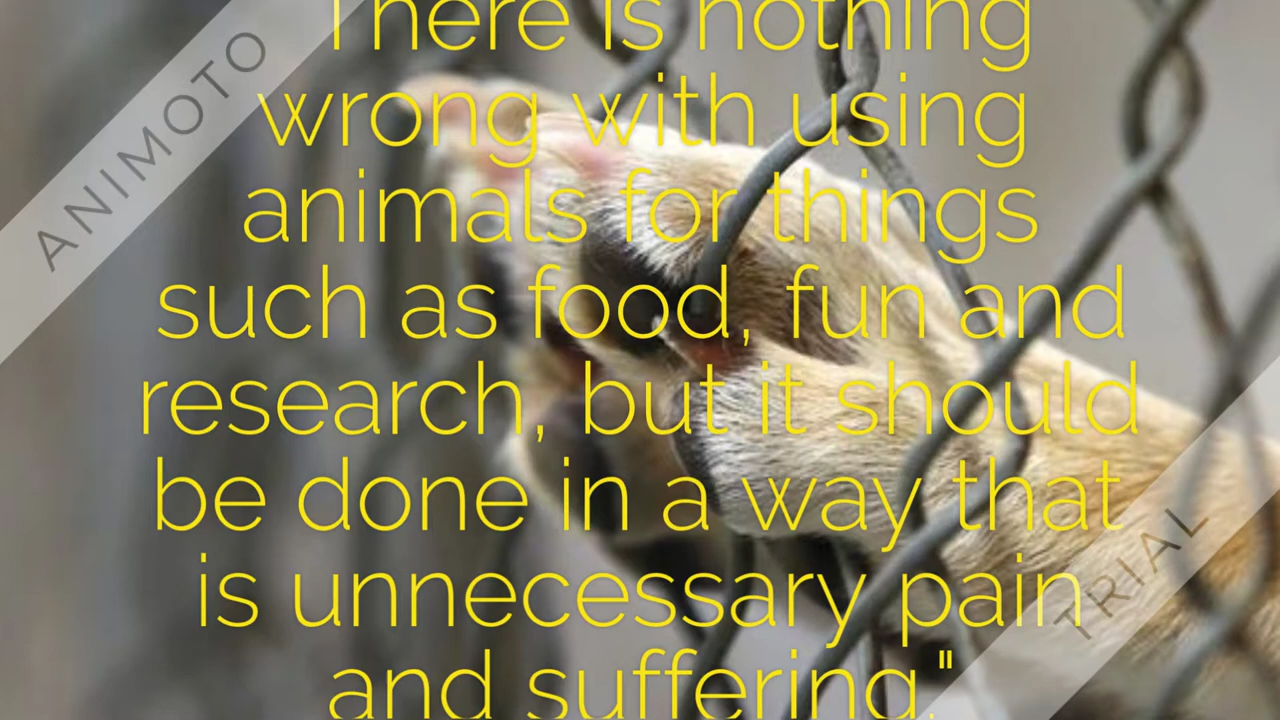 There is nothing
wrong with using
animals for things
such as food, fun and
research, but it should
be done in a way that
is unnecessary pain
and suffering."
ANIMOTO
TRIAL